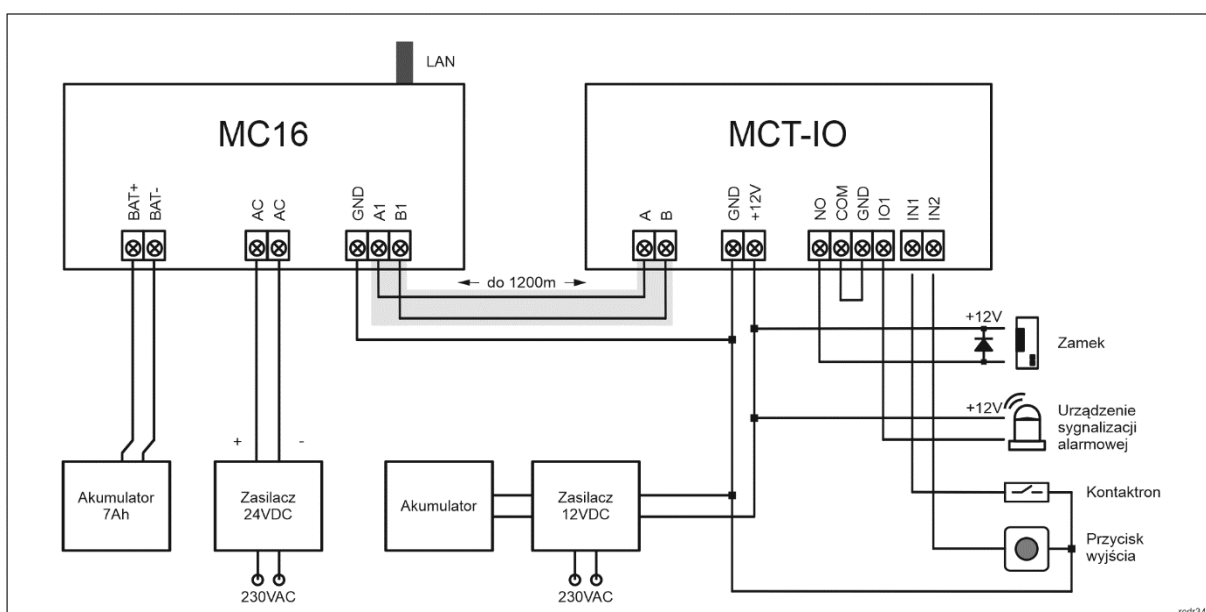 LAN
MC16
MCT-IO
BAT+
BAT-
AC
AC
GND
A1
B1
A
B
GND
+12V
NO
COM
GND
IO1
IN1
IN2
do 1200m
+12V
Zamek
+12V
Urządzenie
sygnalizacji
alarmowej
+
-
Akumulator
7Ah
Zasilacz
24VDC
Akumulator
Zasilacz
12VDC
Kontaktron
Przycisk
wyjścia
230VAC
230VAC